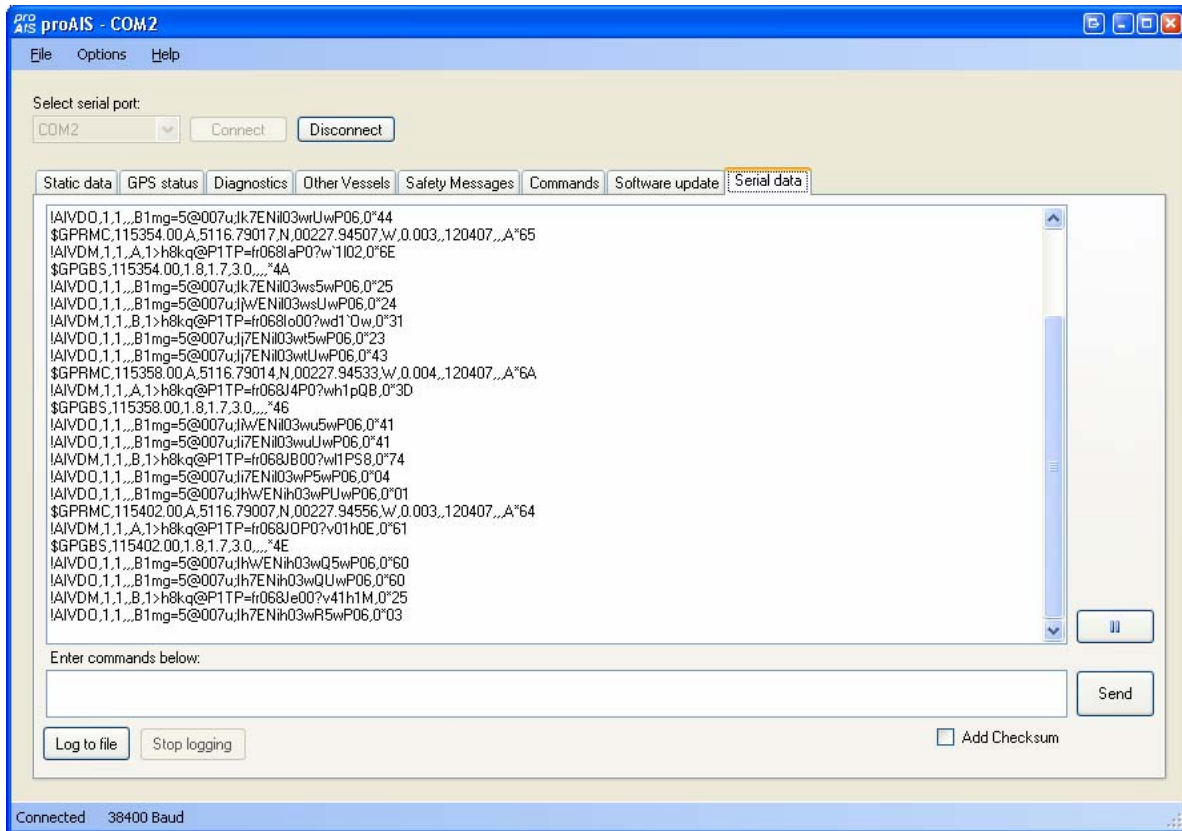 pro AIS proAIS - COM2
File Options Help
Select serial port:
COM2 Connect Disconnect
Static data GPS status Diagnostics Other Vessels Safety Messages Commands Software update Serial data
!AIVDO,1,1,,,B1mg=5@007u;Ik7ENil03wrUwP06,0*44
$GPRMC,115354.00,A,5116.79017,N,00227.94507,W,0.003,,120407,,,A*65
!AIVDM,1,1,,A,1>h8kq@P1TP=fr068IaP0?w`1l02,0*6E
$GPGBS,115354.00,1.8,1.7,3.0,,,,*4A
!AIVDO,1,1,,,B1mg=5@007u;Ik7ENil03ws5wP06,0*25
!AIVDO,1,1,,,B1mg=5@007u;IjWENil03wsUwP06,0*24
!AIVDM,1,1,,B,1>h8kq@P1TP=fr068Io00?wd1`Ow,0*31
!AIVDO,1,1,,,B1mg=5@007u;Ij7ENil03wt5wP06,0*23
!AIVDO,1,1,,,B1mg=5@007u;Ij7ENil03wtUwP06,0*43
$GPRMC,115358.00,A,5116.79014,N,00227.94533,W,0.004,,120407,,,A*6A
!AIVDM,1,1,,A,1>h8kq@P1TP=fr068J4P0?wh1pQB,0*3D
$GPGBS,115358.00,1.8,1.7,3.0,,,,*46
!AIVDO,1,1,,,B1mg=5@007u;IiWENil03wu5wP06,0*41
!AIVDO,1,1,,,B1mg=5@007u;Ii7ENil03wuUwP06,0*41
!AIVDM,1,1,,B,1>h8kq@P1TP=fr068JB00?wl1PS8,0*74
!AIVDO,1,1,,,B1mg=5@007u;Ii7ENil03wP5wP06,0*04
!AIVDO,1,1,,,B1mg=5@007u;IhWENih03wPUwP06,0*01
$GPRMC,115402.00,A,5116.79007,N,00227.94556,W,0.003,,120407,,,A*64
!AIVDM,1,1,,A,1>h8kq@P1TP=fr068JOP0?v01h0E,0*61
$GPGBS,115402.00,1.8,1.7,3.0,,,,*4E
!AIVDO,1,1,,,B1mg=5@007u;IhWENih03wQ5wP06,0*60
!AIVDO,1,1,,,B1mg=5@007u;Ih7ENih03wQUwP06,0*60
!AIVDM,1,1,,B,1>h8kq@P1TP=fr068Je00?v41h1M,0*25
!AIVDO,1,1,,,B1mg=5@007u;Ih7ENih03wR5wP06,0*03
Enter commands below:
Send
Log to file Stop logging Add Checksum
Connected 38400 Baud